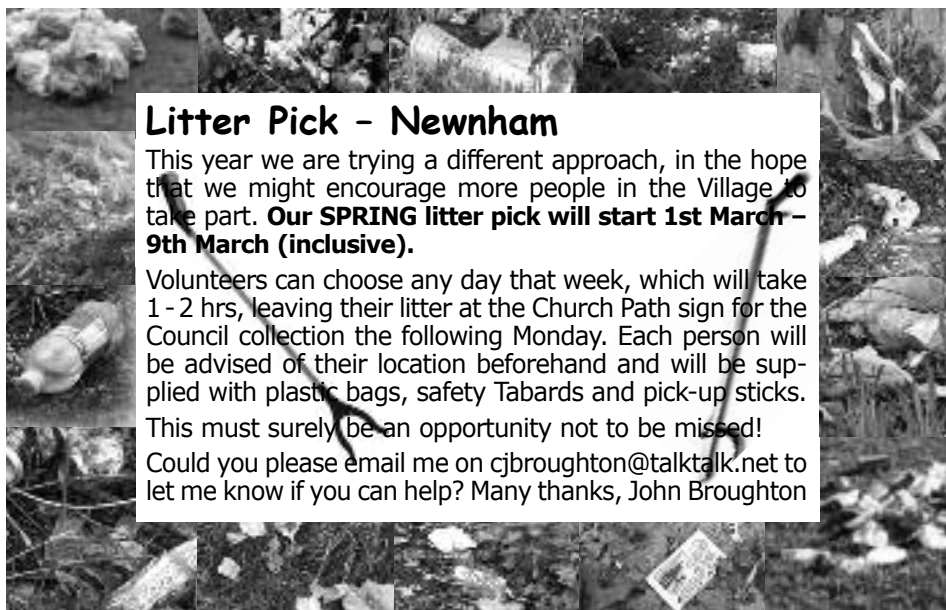 Litter Pick – Newnham
This year we are trying a different approach, in the hope
that we might encourage more people in the Village to
take part. Our SPRING litter pick will start 1st March –
9th March (inclusive).
Volunteers can choose any day that week, which will take
1 - 2 hrs, leaving their litter at the Church Path sign for the
Council collection the following Monday. Each person will
be advised of their location beforehand and will be sup-
plied with plastic bags, safety Tabards and pick-up sticks.
This must surely be an opportunity not to be missed!
Could you please email me on cjbroughton@talktalk.net to
let me know if you can help? Many thanks, John Broughton